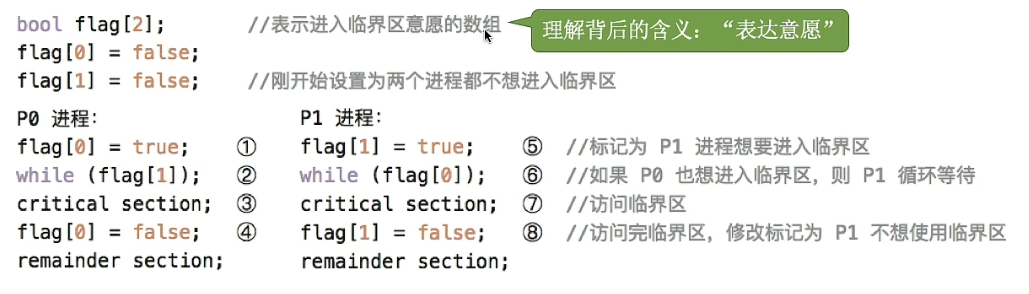 bool flag[2];    //表示进入临界区意愿的数组    理解背后的含义：“表达意愿”
flag[0] = false;
flag[1] = false;    //刚开始设置为两个进程都不想进入临界区
P0 进程:    P1 进程:
flag[0] = true;    ①    flag[1] = true;    ⑤    //标记为 P1 进程想要进入临界区
while (flag[1]);    ②    while (flag[0]);    ⑥    //如果 P0 也想进入临界区，则 P1 循环等待
critical section;    ③    critical section;    ⑦    //访问临界区
flag[0] = false;    ④    flag[1] = false;    ⑧    //访问完临界区，修改标记为 P1 不想使用临界区
remainder section;    remainder section;